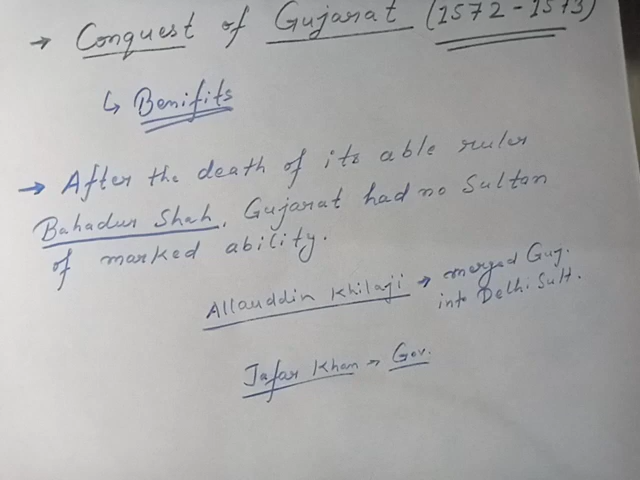 → Conquest of Gujarat (1572-1573)
↳ Benifits
→ After the death of its able ruler
Bahadur Shah, Gujarat had no Sultan
of marked ability.
Allauddin Khilaji → merged Guj.
into Delhi Sult.
Jafar Khan → Gov.